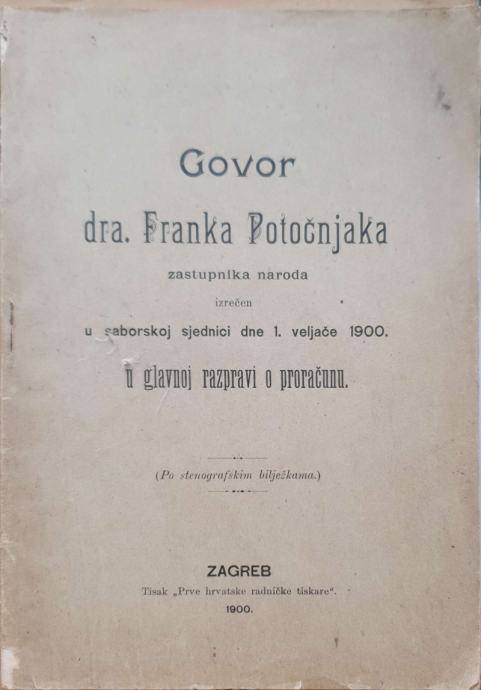 Govor
dra. Franka Potočnjaka
zastupnika naroda
izrečen
u saborskoj sjednici dne 1. veljače 1900.
u glavnoj razpravi o proračunu.
(Po stenografskim bilježkama.)
ZAGREB
Tisak „Prve hrvatske radničke tiskare“.
1900.